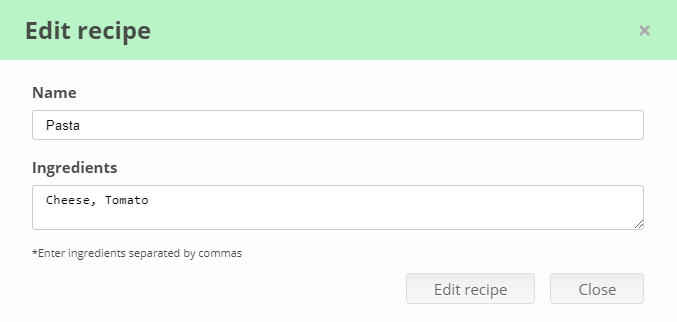 Edit recipe ×
Name
Pasta
Ingredients
Cheese, Tomato
*Enter ingredients separated by commas
Edit recipe Close